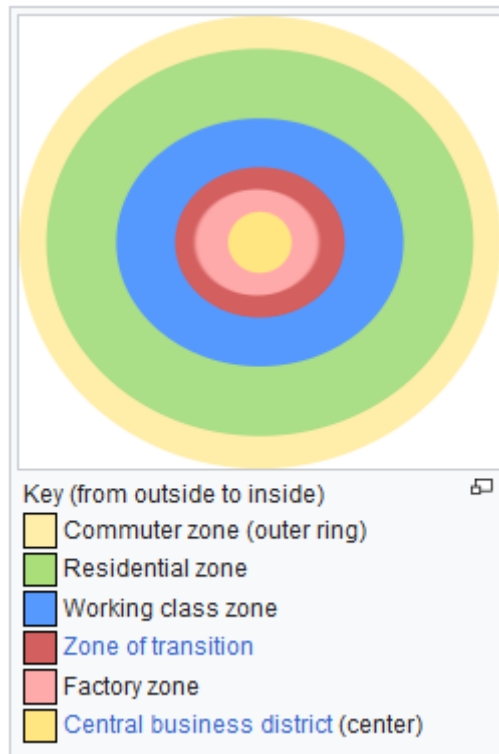 Key (from outside to inside)
Commuter zone (outer ring)
Residential zone
Working class zone
Zone of transition
Factory zone
Central business district (center)